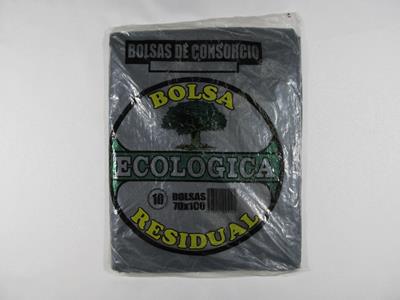 BOLSAS DE CONSORCIO
BOLSA
ECOLOGICA
10 BOLSAS
70x100
RESIDUAL